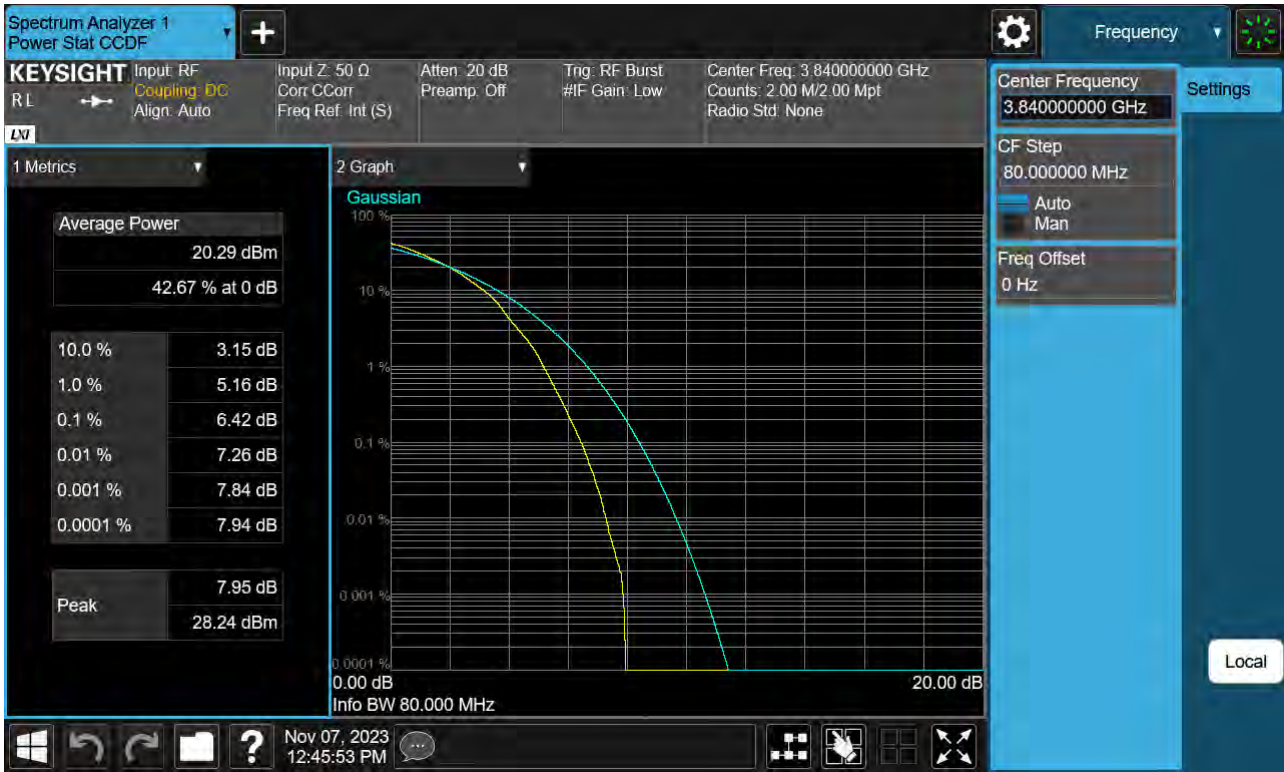 Spectrum Analyzer 1
Power Stat CCDF
+
Frequency
KEYSIGHT
RL
LXI
Input: RF
Coupling: DC
Align: Auto
Input Z: 50 Ω
Corr CCorr
Freq Ref: Int (S)
Atten: 20 dB
Preamp: Off
Trig: RF Burst
#IF Gain: Low
Center Freq: 3.840000000 GHz
Counts: 2.00 M/2.00 Mpt
Radio Std: None
Center Frequency
3.840000000 GHz
Settings
CF Step
80.000000 MHz
Auto
Man
Freq Offset
0 Hz
Local
1 Metrics
Average Power
20.29 dBm
42.67 % at 0 dB
10.0 % 3.15 dB
1.0 % 5.16 dB
0.1 % 6.42 dB
0.01 % 7.26 dB
0.001 % 7.84 dB
0.0001 % 7.94 dB
Peak
7.95 dB
28.24 dBm
2 Graph
Gaussian
100 %
10 %
1 %
0.1 %
0.01 %
0.001 %
0.0001 %
0.00 dB 20.00 dB
Info BW 80.000 MHz
?
Nov 07, 2023
12:45:53 PM